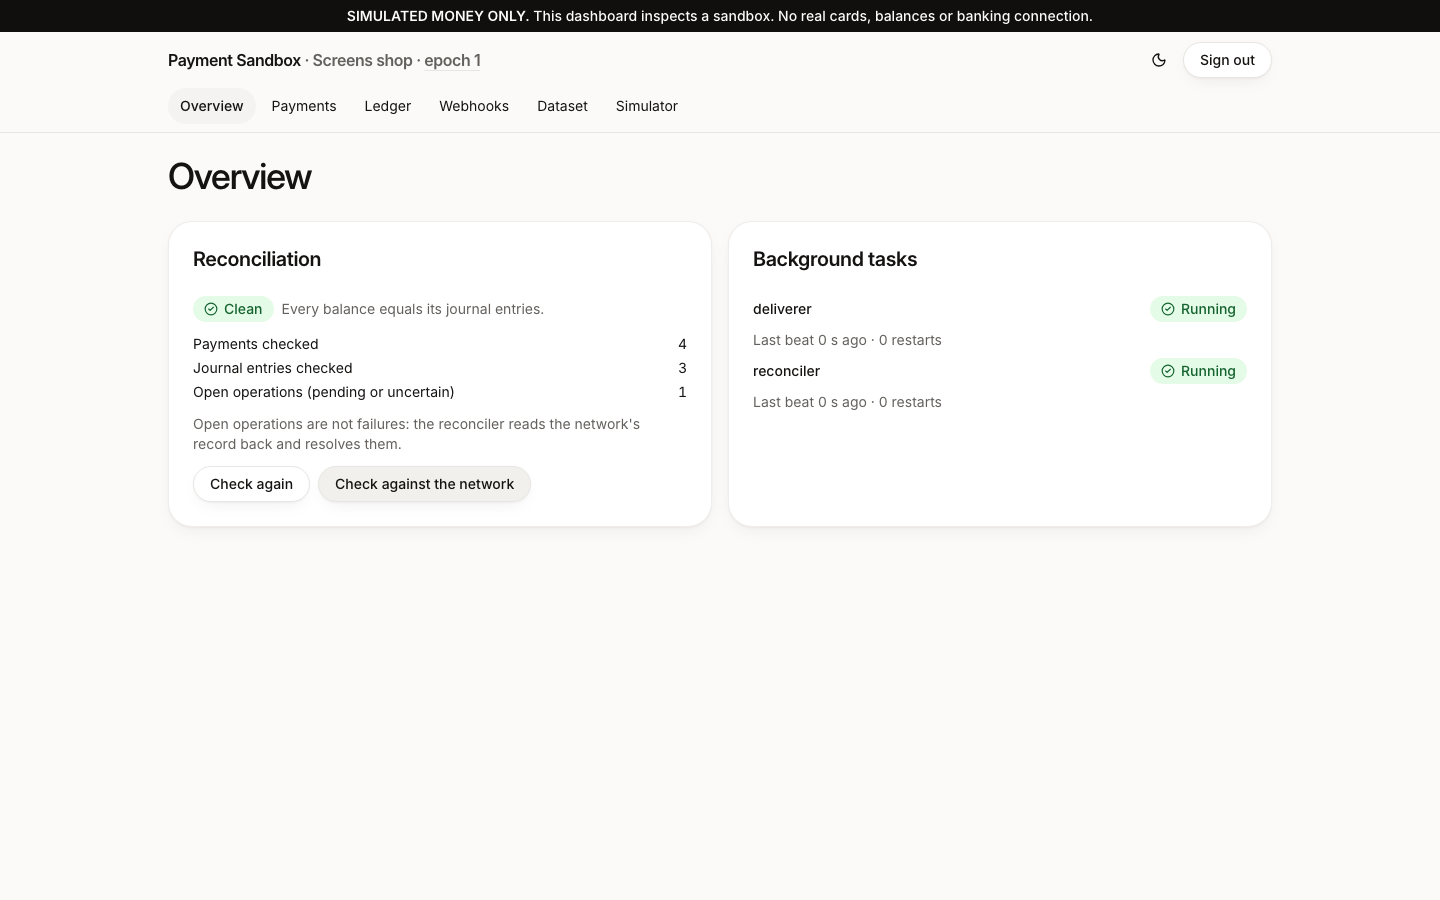 SIMULATED MONEY ONLY. This dashboard inspects a sandbox. No real cards, balances or banking connection.
Payment Sandbox · Screens shop · epoch 1
Sign out
Overview Payments Ledger Webhooks Dataset Simulator
Overview
Reconciliation
Clean Every balance equals its journal entries.
Payments checked 4
Journal entries checked 3
Open operations (pending or uncertain) 1
Open operations are not failures: the reconciler reads the network's
record back and resolves them.
Check again Check against the network
Background tasks
deliverer Running
Last beat 0 s ago · 0 restarts
reconciler Running
Last beat 0 s ago · 0 restarts